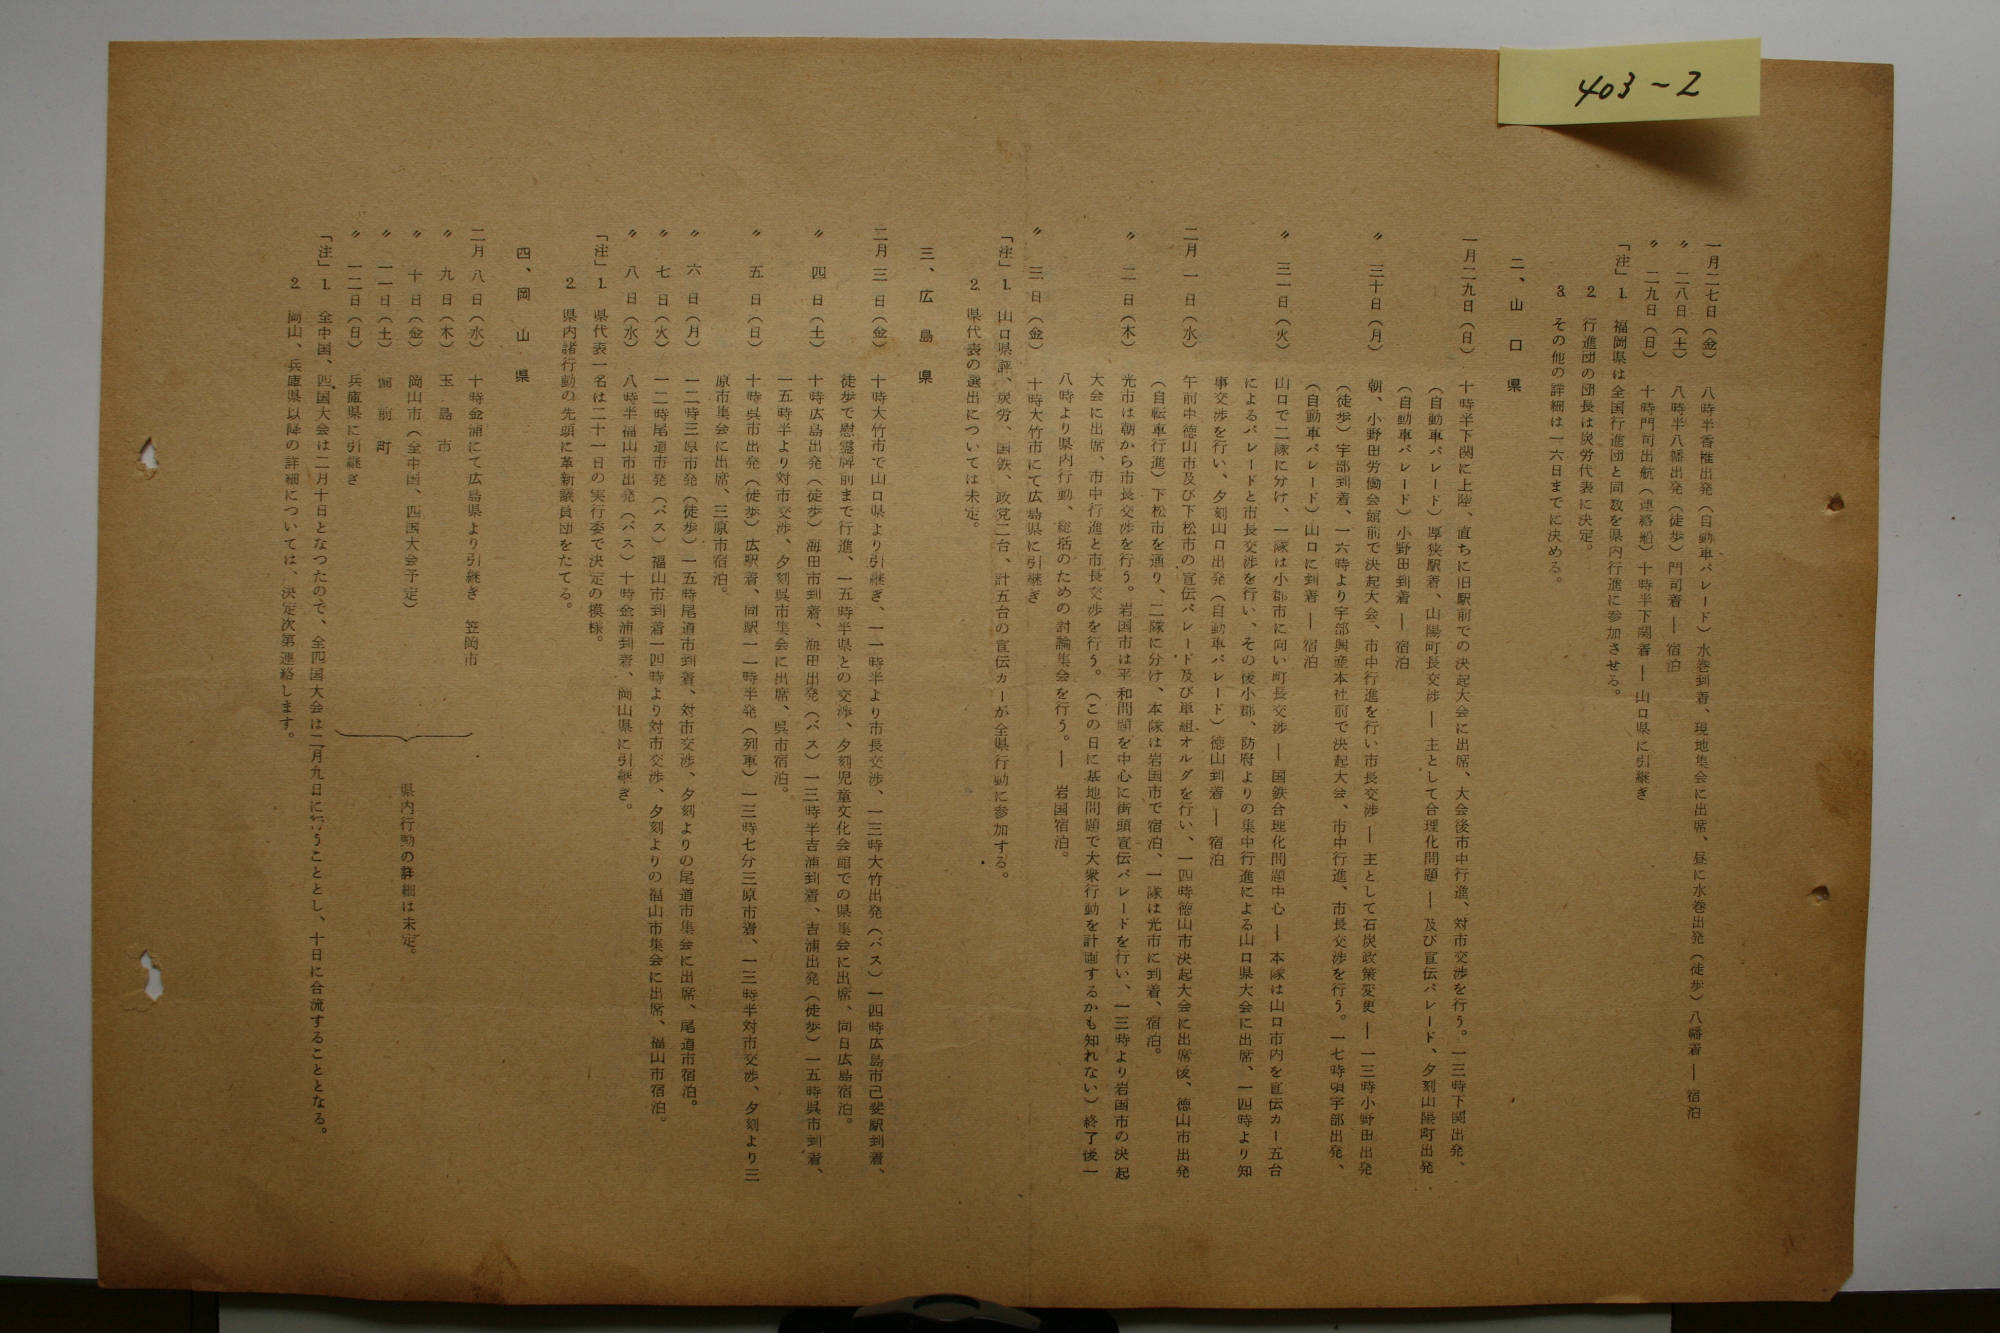 403-2
一月二七日（金）　八時半香椎出発（自動車パレード）水巻到着、現地集会に出席、昼に水巻出発（徒歩）八幡着——宿泊
〃　二八日（土）　八時半八幡出発（徒歩）門司着——宿泊
〃　二九日（日）　十時門司出航（連絡船）十時半下関着——山口県に引継ぎ
「注」1.　福岡県は全国行進団と同数を県内行進に参加させる。
2.　行進団の団長は炭労代表に決定。
3.　その他の詳細は一六日までに決める。
二、山口県
一月二九日（日）　十時半下関に上陸、直ちに旧駅前での決起大会に出席、大会後市中行進、対市交渉を行う。一三時下関出発、
（自動車パレード）厚狭駅着、山陽町長交渉——主として合理化問題——及び宣伝パレード、夕刻山陽町出発
（自動車パレード）小野田到着——宿泊
〃　三十日（月）　朝、小野田労働会館前で決起大会、市中行進を行い市長交渉——主として石炭政策変更——一三時小野田出発
（徒歩）宇部到着、一六時より宇部興産本社前で決起大会、市中行進、市長交渉を行う。一七時頃宇部出発、
（自動車パレード）山口に到着——宿泊
〃　三一日（火）　山口で二隊に分け、一隊は小郡市に向い町長交渉——国鉄合理化問題中心——本隊は山口市内を宣伝カー五台
によるパレードと市長交渉を行い、その後小郡、防府よりの集中行進による山口県大会に出席、一四時より知
事交渉を行い、夕刻山口出発（自動車パレード）徳山到着——宿泊
二月　一日（水）　午前中徳山市及び下松市の宣伝パレード及び単組オルグを行い、一四時徳山市決起大会に出席後、徳山市出発
（自転車行進）下松市を通り、二隊に分け、本隊は岩国市で宿泊、一隊は光市に到着、宿泊。
〃　二日（木）　光市は朝から市長交渉を行う。岩国市は平和問題を中心に街頭宣伝パレードを行い、一三時より岩国市の決起
大会に出席、市中行進と市長交渉を行う。（この日に基地問題で大衆行動を計画するかも知れない）終了後一
八時より県内行動、総括のための討論集会を行う。——岩国宿泊。
〃　三日（金）　十時大竹市にて広島県に引継ぎ
「注」1.　山口県評、炭労、国鉄、政党二台、計五台の宣伝カーが全県行動に参加する。
2.　県代表の選出については未定。
三、広島県
二月　三日（金）　十時大竹市で山口県より引継ぎ、一一時半より市長交渉、一三時大竹出発（バス）一四時広島市己斐駅到着、
徒歩で慰霊碑前まで行進、一五時半県との交渉、夕刻児童文化会館での県集会に出席、同日広島宿泊。
〃　四日（土）　十時広島出発（徒歩）海田市到着、海田出発（バス）一三時半吉浦到着、吉浦出発（徒歩）一五時呉市到着、
一五時半より対市交渉、夕刻呉市集会に出席、呉市宿泊。
〃　五日（日）　十時呉市出発（徒歩）広駅着、同駅一一時半発（列車）一三時七分三原市着、一三時半対市交渉、夕刻より三
原市集会に出席、三原市宿泊。
〃　六日（月）　一二時三原市発（徒歩）一五時尾道市到着、対市交渉、夕刻よりの尾道市集会に出席、尾道市宿泊。
〃　七日（火）　一二時尾道市発（バス）福山市到着一四時より対市交渉、夕刻よりの福山市集会に出席、福山市宿泊。
〃　八日（水）　八時半福山市出発（バス）十時金浦到着、岡山県に引継ぎ。
「注」1.　県代表一名は二十一日の実行委で決定の模様。
2.　県内諸行動の先頭に革新議員団をたてる。
四、岡山県
二月　八日（水）　十時金浦にて広島県より引継ぎ　笠岡市
〃　九日（木）　玉島市
〃　十日（金）　岡山市（全中国、四国大会予定）
〃　一一日（土）　備前町
〃　一二日（日）　兵庫県に引継ぎ
県内行動の詳細は未定。
「注」1.　全中国、四国大会は二月十日となつたので、全四国大会は二月九日に行うこととし、十日に合流することとなる。
2.　岡山、兵庫県以降の詳細については、決定次第連絡します。